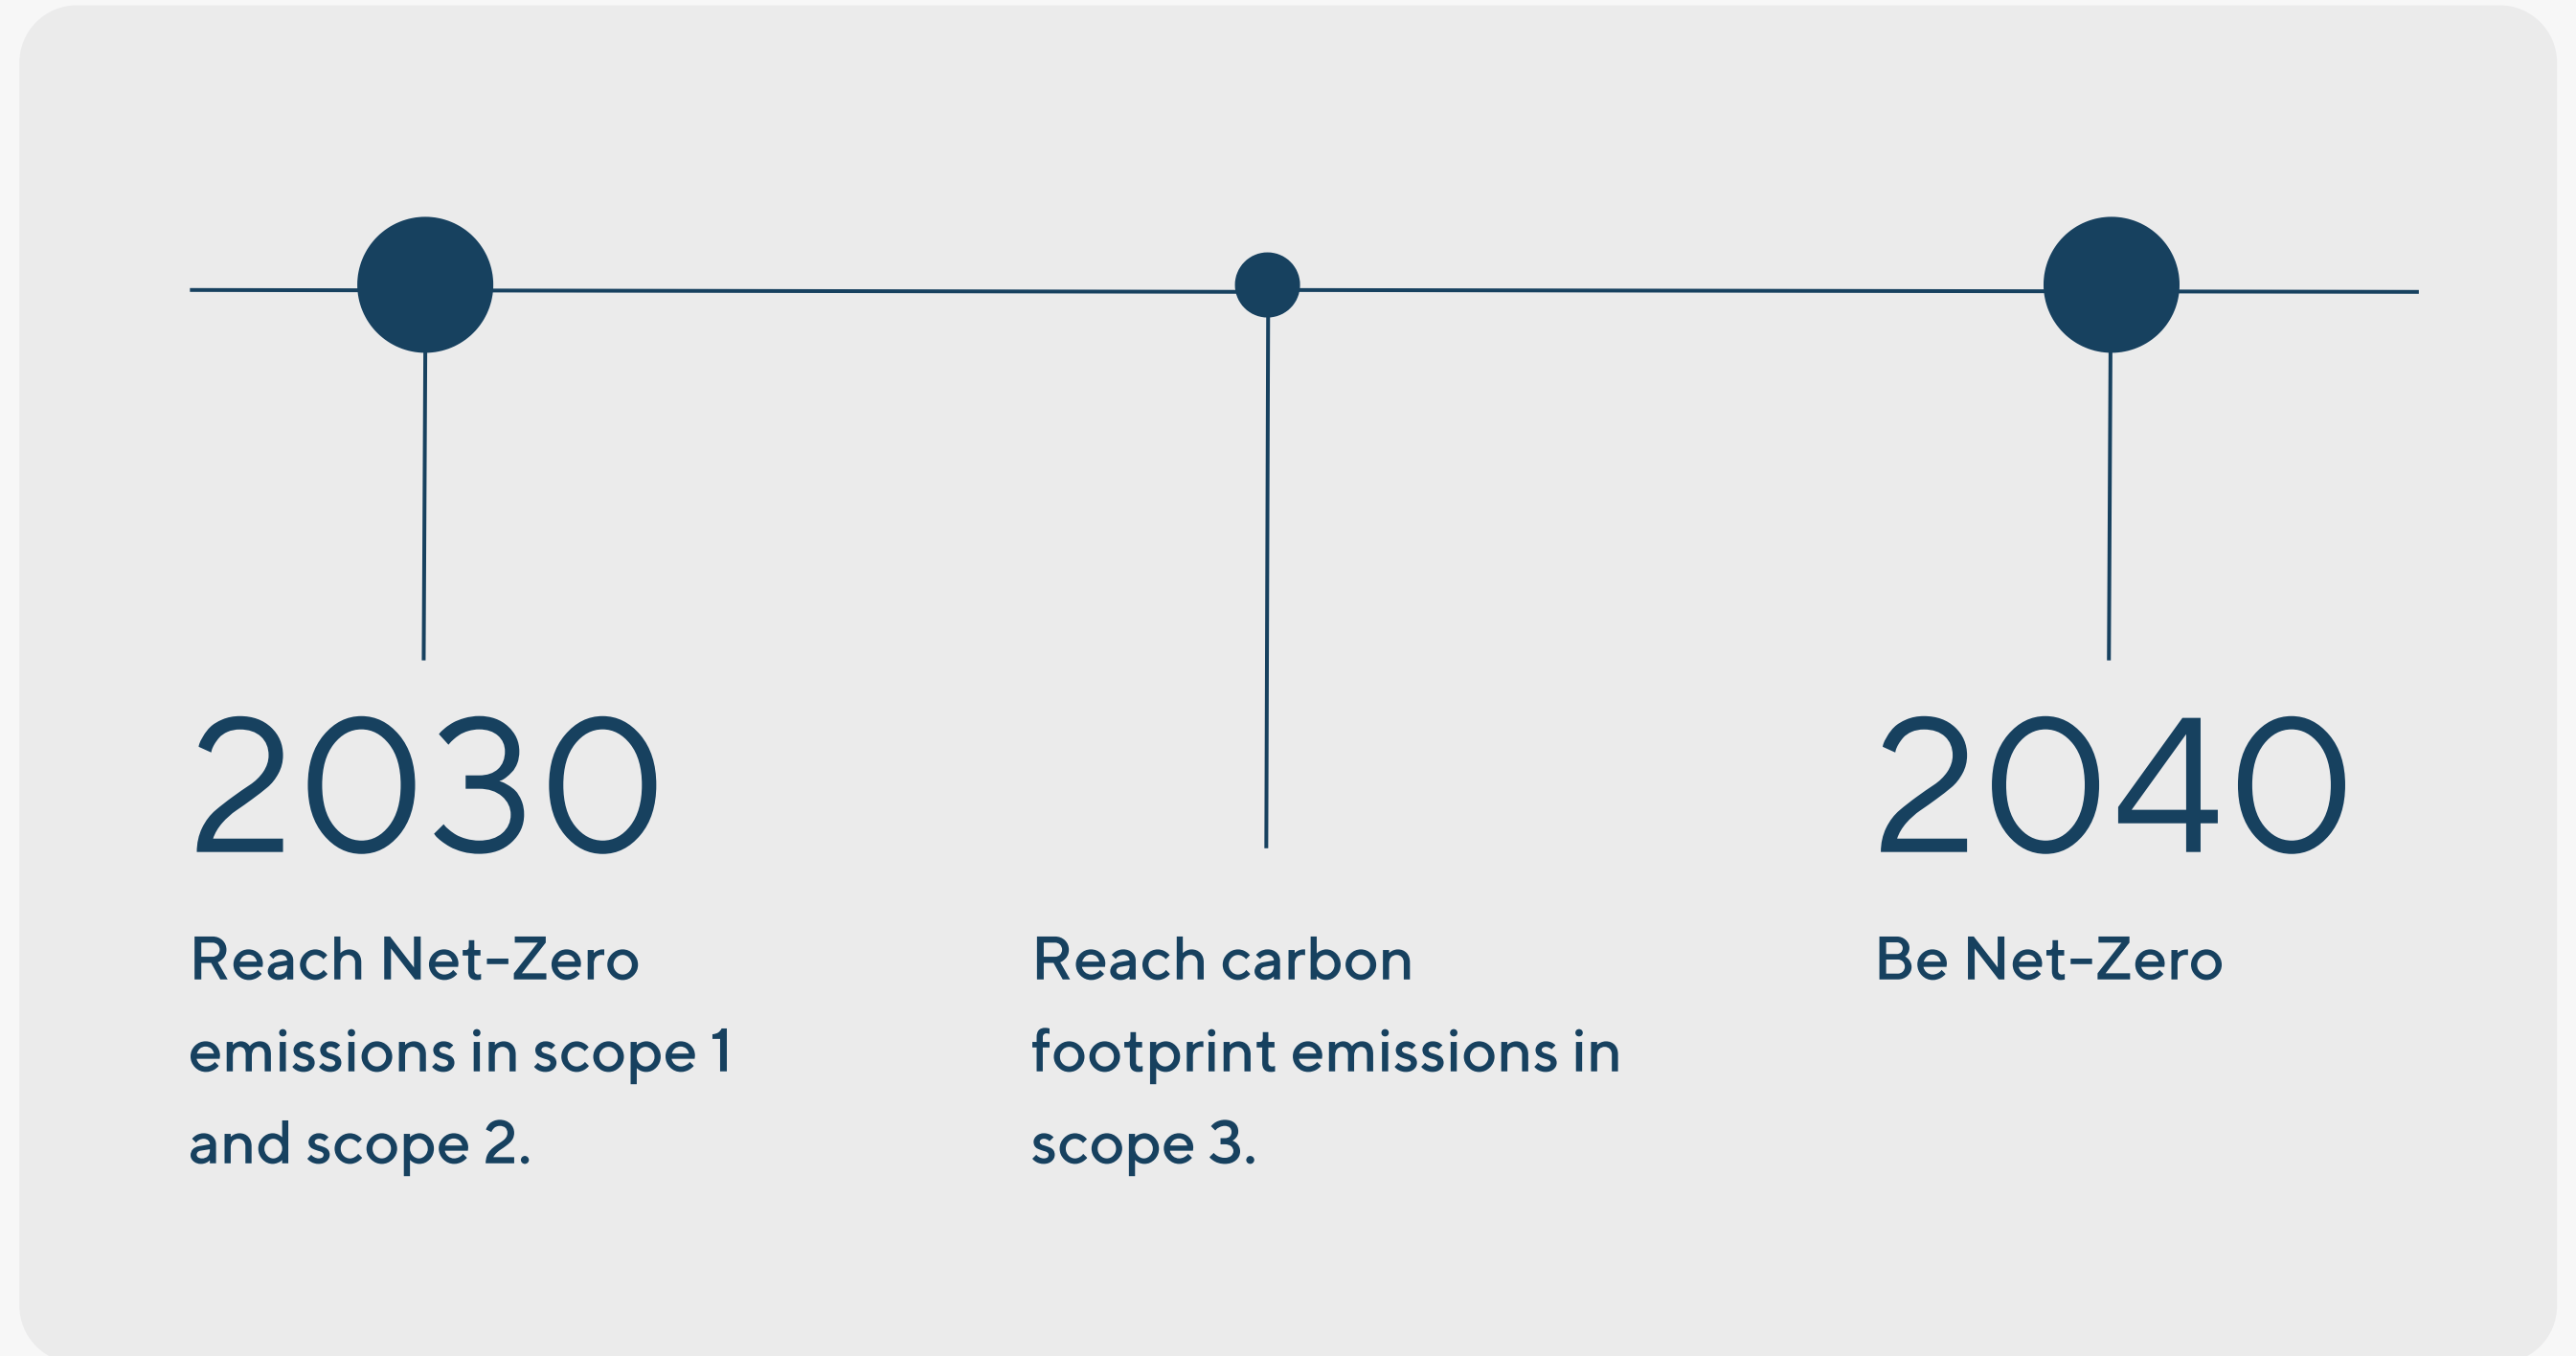 2030
Reach Net-Zero
emissions in scope 1
and scope 2.
Reach carbon
footprint emissions in
scope 3.
2040
Be Net-Zero